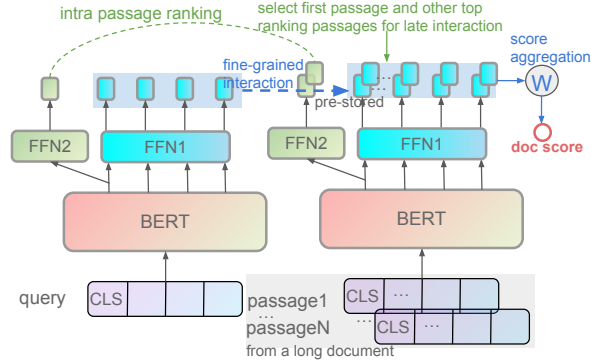 intra passage ranking
select first passage and other top
ranking passages for late interaction
fine-grained
interaction
score
aggregation
...
pre-stored
W
FFN2
FFN1
FFN2
FFN1
doc score
BERT
BERT
query
CLS
passage1
CLS ...
...
passageN
CLS ...
from a long document